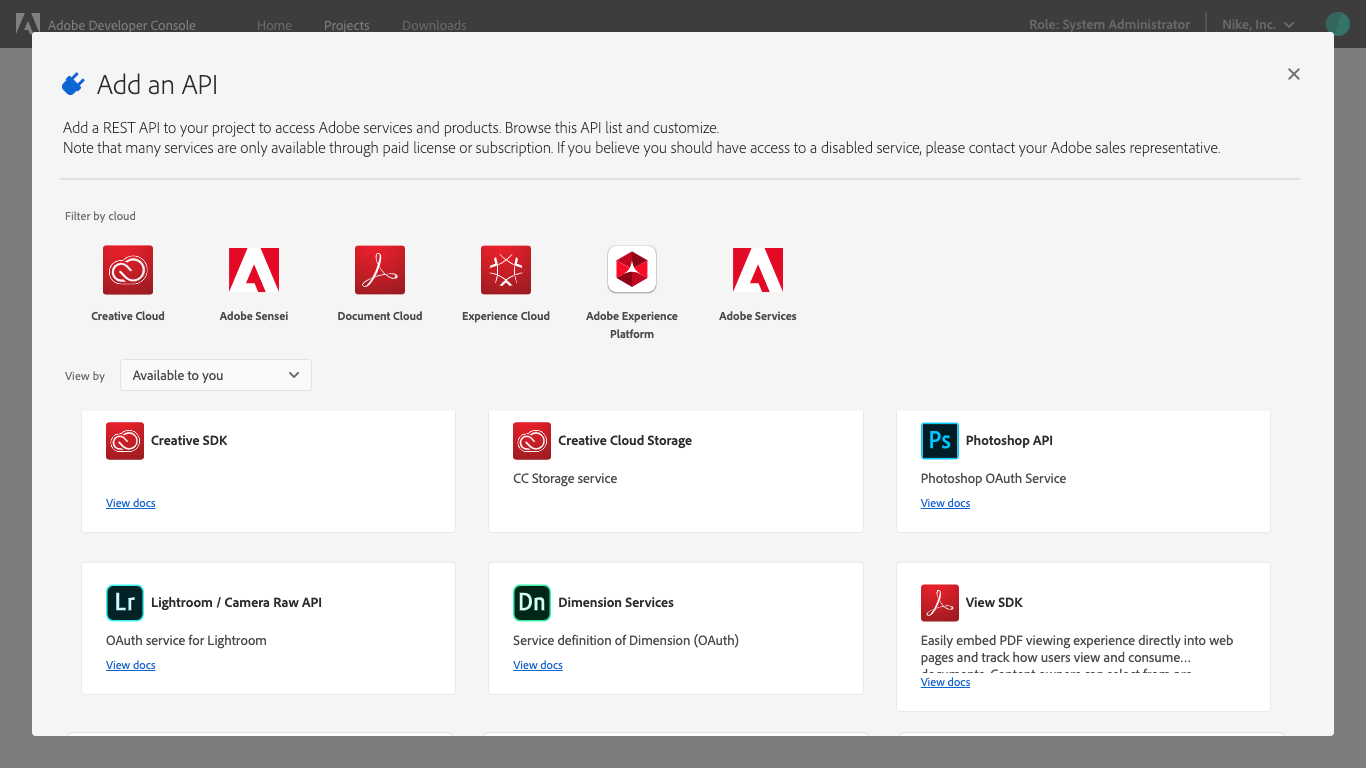 Adobe Developer Console
Home
Projects
Downloads
Role: System Administrator
Nike, Inc.
Add an API
Add a REST API to your project to access Adobe services and products. Browse this API list and customize.
Note that many services are only available through paid license or subscription. If you believe you should have access to a disabled service, please contact your Adobe sales representative.
Filter by cloud
Creative Cloud
Adobe Sensei
Document Cloud
Experience Cloud
Adobe Experience
Platform
Adobe Services
View by
Available to you
Creative SDK
View docs
Creative Cloud Storage
CC Storage service
Ps
Photoshop API
Photoshop OAuth Service
View docs
Lr
Lightroom / Camera Raw API
OAuth service for Lightroom
View docs
Dn
Dimension Services
Service definition of Dimension (OAuth)
View docs
View SDK
Easily embed PDF viewing experience directly into web
pages and track how users view and consume...
View docs